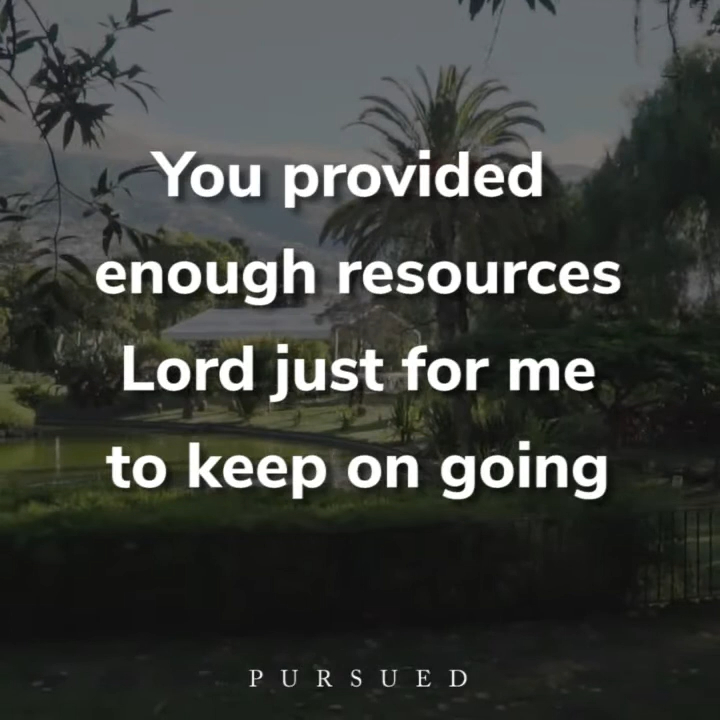 You provided
enough resources
Lord just for me
to keep on going
PURSUED